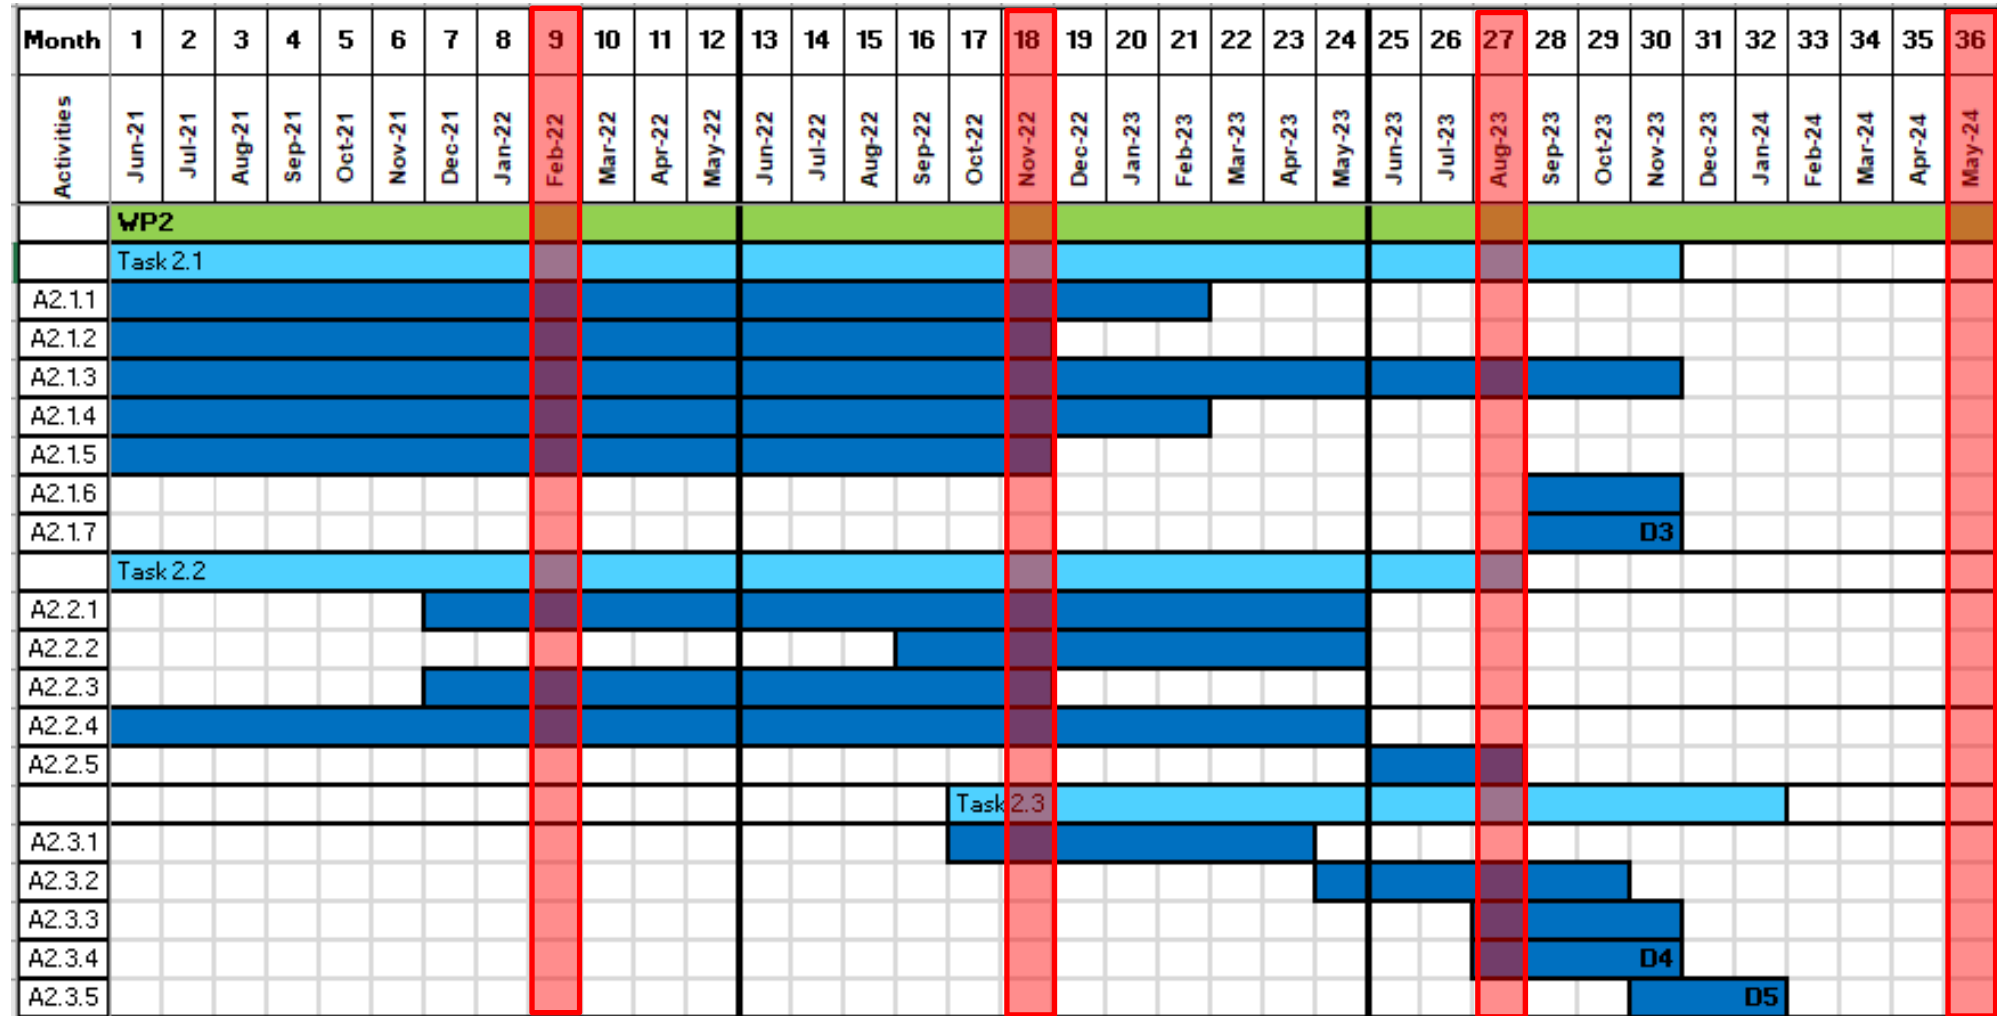 Month 1 2 3 4 5 6 7 8 9 10 11 12 13 14 15 16 17 18 19 20 21 22 23 24 25 26 27 28 29 30 31 32 33 34 35 36
Activities Jun-21 Jul-21 Aug-21 Sep-21 Oct-21 Nov-21 Dec-21 Jan-22 Feb-22 Mar-22 Apr-22 May-22 Jun-22 Jul-22 Aug-22 Sep-22 Oct-22 Nov-22 Dec-22 Jan-23 Feb-23 Mar-23 Apr-23 May-23 Jun-23 Jul-23 Aug-23 Sep-23 Oct-23 Nov-23 Dec-23 Jan-24 Feb-24 Mar-24 Apr-24 May-24
WP2
Task 2.1
A2.1.1
A2.1.2
A2.1.3
A2.1.4
A2.1.5
A2.1.6
A2.1.7 D3
Task 2.2
A2.2.1
A2.2.2
A2.2.3
A2.2.4
A2.2.5
Task 2.3
A2.3.1
A2.3.2
A2.3.3
A2.3.4 D4
A2.3.5 D5